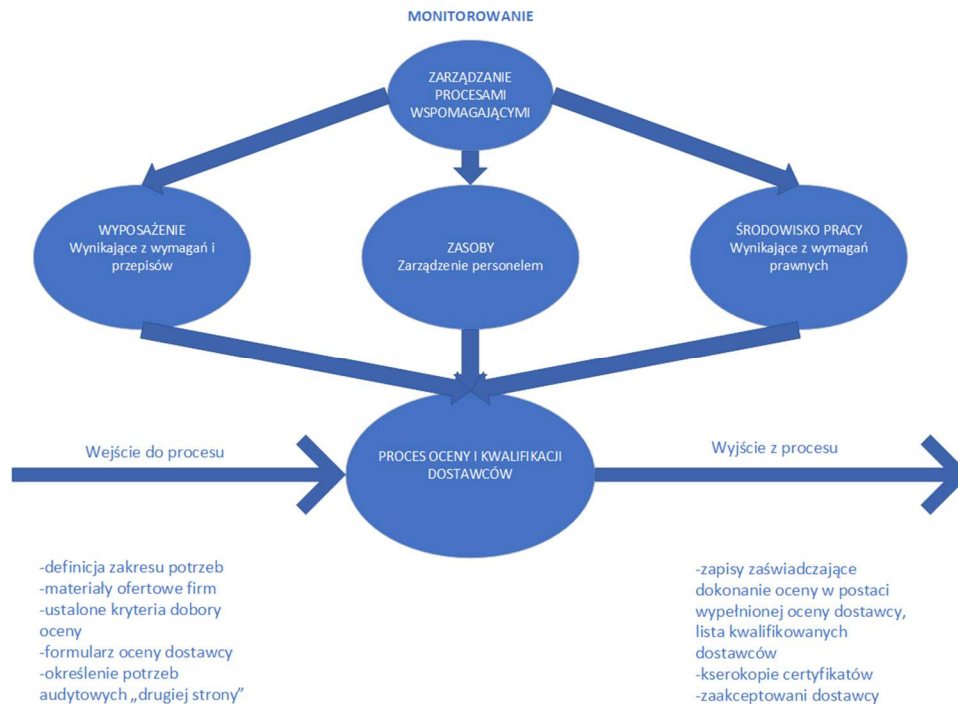 MONITOROWANIE
ZARZĄDZANIE
PROCESAMI
WSPOMAGAJĄCYMI
WYPOSAŻENIE
Wynikające z wymagań i
przepisów
ZASOBY
Zarządzenie personelem
ŚRODOWISKO PRACY
Wynikające z wymagań
prawnych
Wejście do procesu
PROCES OCENY I KWALIFIKACJI
DOSTAWCÓW
Wyjście z procesu
-definicja zakresu potrzeb
-materiały ofertowe firm
-ustalone kryteria dobory
oceny
-formularz oceny dostawcy
-określenie potrzeb
audytowych „drugiej strony”
-zapisy zaświadczające
dokonanie oceny w postaci
wypełnionej oceny dostawcy,
lista kwalifikowanych
dostawców
-kserokopie certyfikatów
-zaakceptowani dostawcy